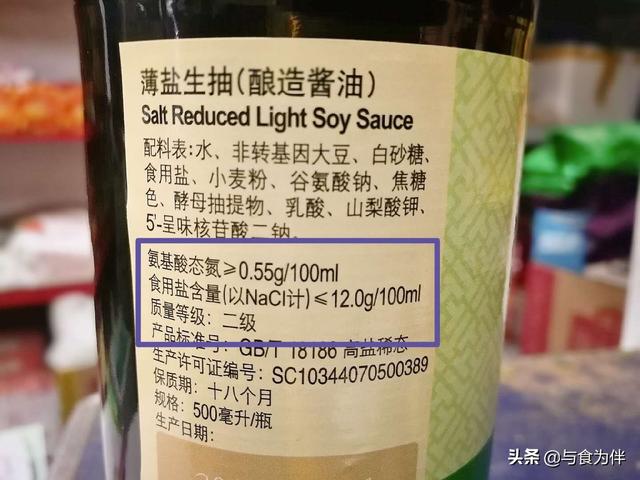 薄盐生抽(酿造酱油)
Salt Reduced Light Soy Sauce
配料表:水、非转基因大豆、白砂糖、
食用盐、小麦粉、谷氨酸钠、焦糖
色、酵母抽提物、乳酸、山梨酸钾、
5'-呈味核苷酸二钠。
氨基酸态氮≥0.55g/100ml
食用盐含量(以NaCl计)≤12.0g/100ml
质量等级:二级
产品标准号:GB/T 18186 高盐稀态
生产许可证编号:SC10344070500389
保质期:十八个月
规格:500毫升/瓶
生产日期:
头条 @与食为伴